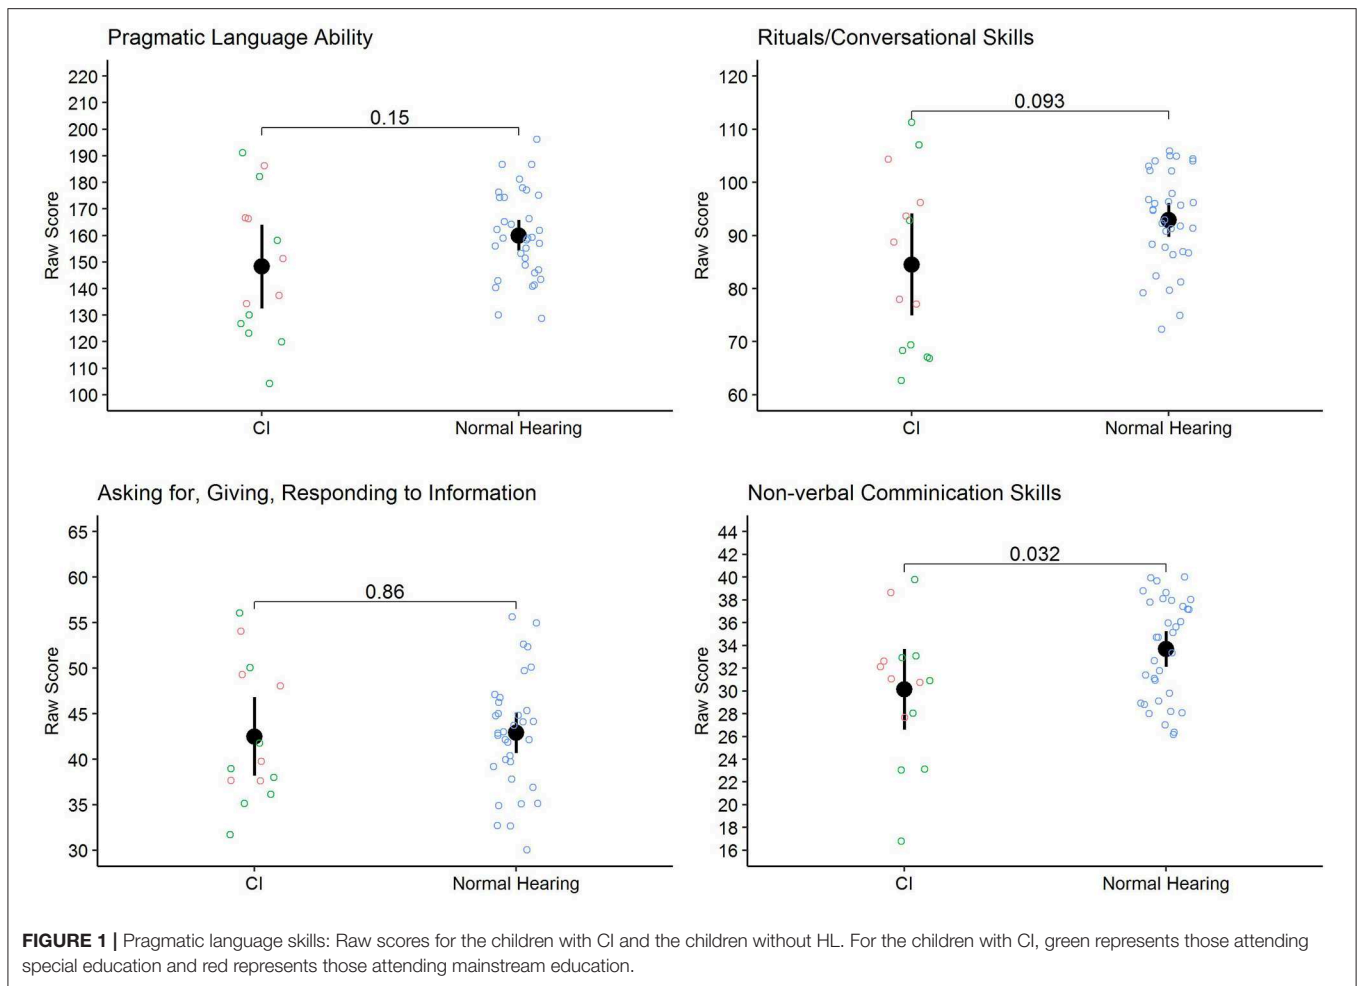 Pragmatic Language Ability
220
210
200
190
180
170
160
150
140
130
120
110
100
Raw Score
0.15
CI
Normal Hearing
Rituals/Conversational Skills
120
110
100
90
80
70
60
Raw Score
0.093
CI
Normal Hearing
Asking for, Giving, Responding to Information
65
60
55
50
45
40
35
30
Raw Score
0.86
CI
Normal Hearing
Non-verbal Comminication Skills
44
42
40
38
36
34
32
30
28
26
24
22
20
18
16
Raw Score
0.032
CI
Normal Hearing
FIGURE 1 | Pragmatic language skills: Raw scores for the children with CI and the children without HL. For the children with CI, green represents those attending
special education and red represents those attending mainstream education.